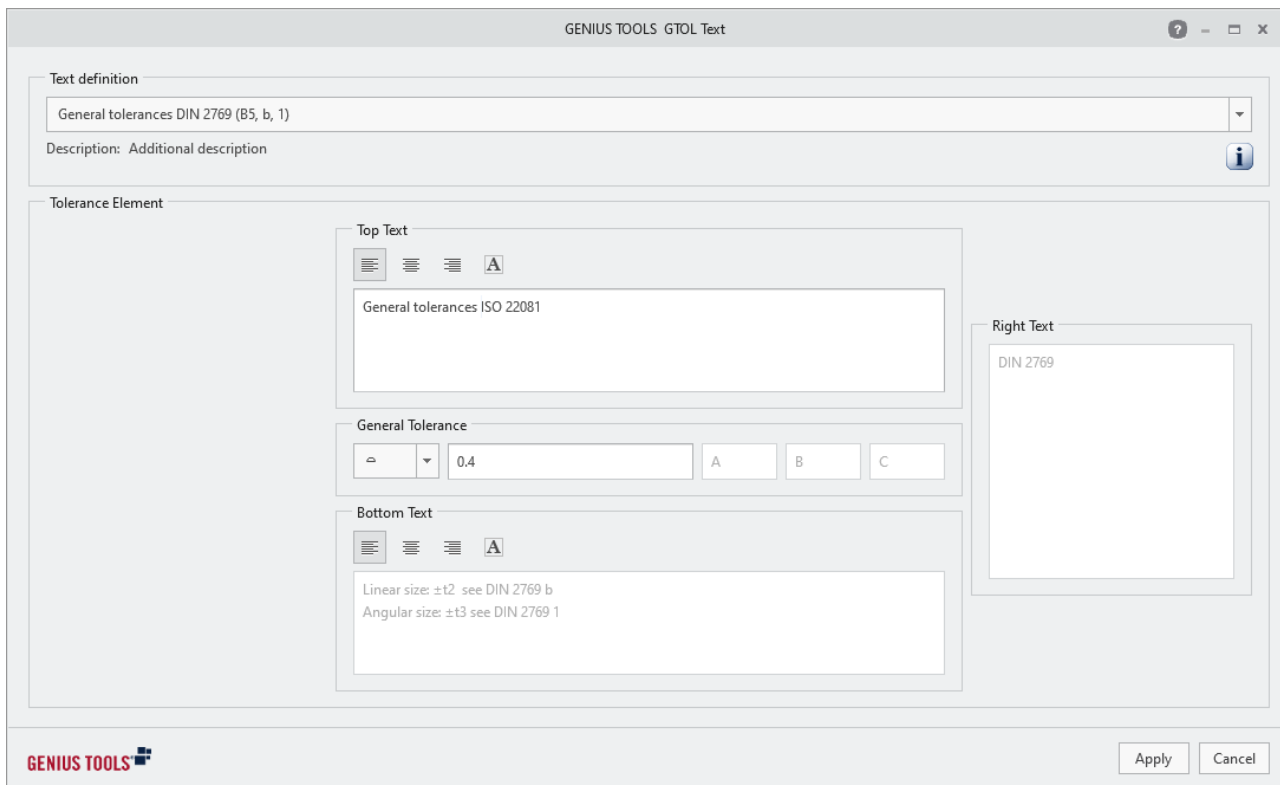 GENIUS TOOLS GTOL Text
Text definition
General tolerances DIN 2769 (B5, b, 1)
Description: Additional description
Tolerance Element
Top Text
A
General tolerances ISO 22081
General Tolerance
⌓
0.4
A
B
C
Bottom Text
A
Linear size: ±t2 see DIN 2769 b
Angular size: ±t3 see DIN 2769 1
Right Text
DIN 2769
GENIUS TOOLS
Apply
Cancel